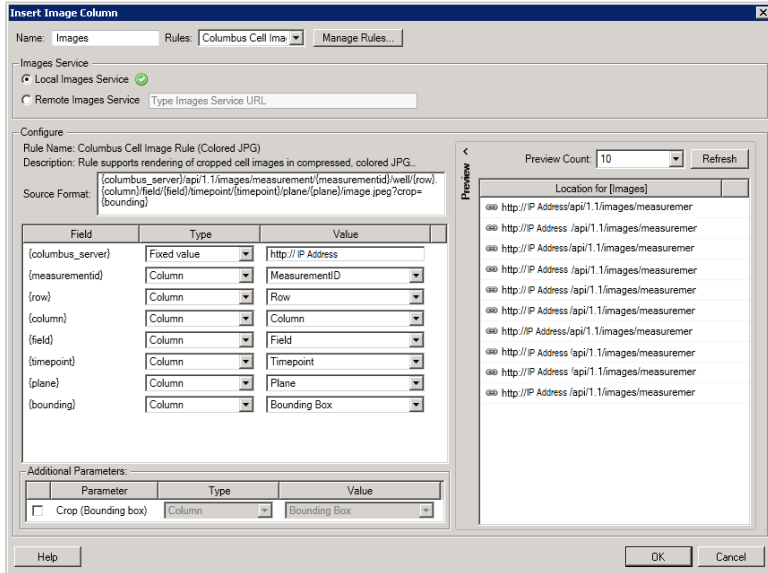 Insert Image Column
Name: Images Rules: Columbus Cell Ima Manage Rules...
Images Service
Local Images Service
Remote Images Service Type Images Service URL
Configure
Rule Name: Columbus Cell Image Rule (Colored JPG)
Description: Rule supports rendering of cropped cell images in compressed, colored JPG...
Source Format: {columbus_server}/api/1.1/images/measurement/{measurementid}/well/{row}.
{column}/field/{field}/timepoint/{timepoint}/plane/{plane}/image.jpeg?crop=
{bounding}
Field Type Value
{columbus_server} Fixed value http:// IP Address
{measurementid} Column MeasurementID
{row} Column Row
{column} Column Column
{field} Column Field
{timepoint} Column Timepoint
{plane} Column Plane
{bounding} Column Bounding Box
Additional Parameters:
Parameter Type Value
Crop (Bounding box) Column Bounding Box
Preview
Preview Count: 10 Refresh
Location for [Images]
http://IP Address/api/1.1/images/measuremer
http://IP Address /api/1.1/images/measuremer
http://IP Address /api/1.1/images/measuremer
http://IP Address /api/1.1/images/measuremer
http://IP Address /api/1.1/images/measuremer
http://IP Address /api/1.1/images/measuremer
http://IP Address/api/1.1/images/measuremer
http://IP Address /api/1.1/images/measuremer
http://IP Address /api/1.1/images/measuremer
http://IP Address /api/1.1/images/measuremer
Help OK Cancel